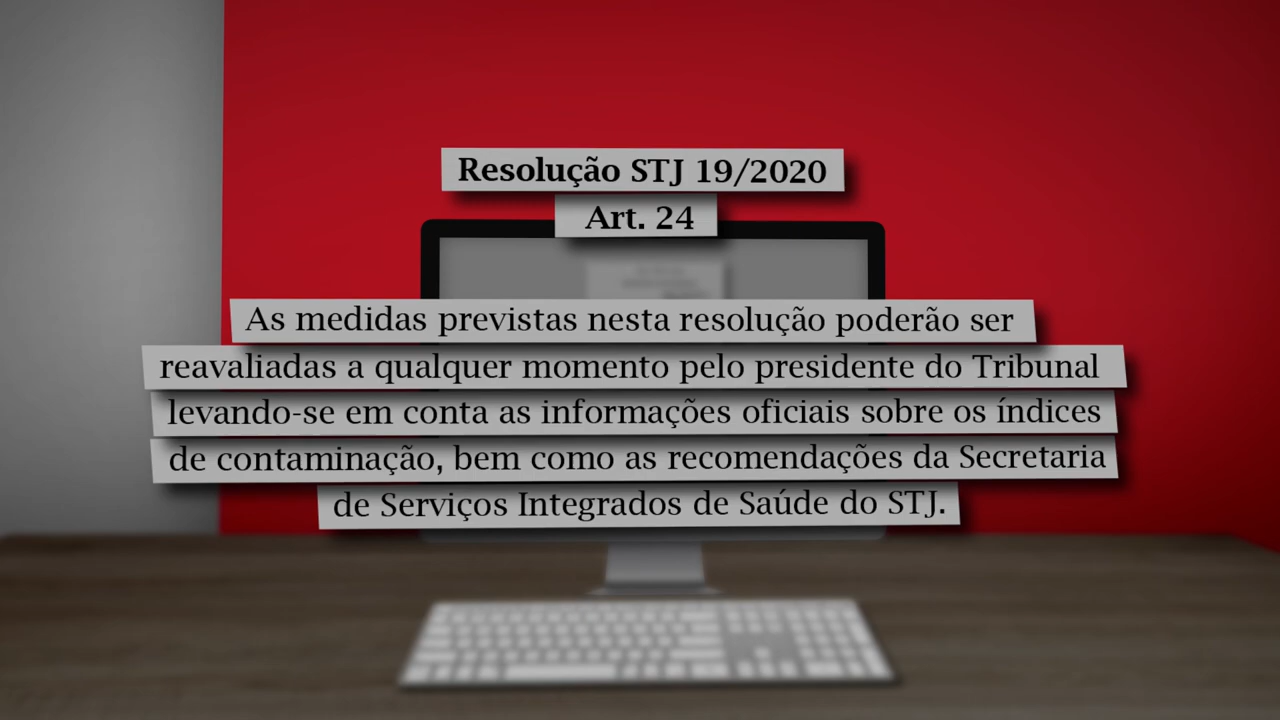 Resolução STJ 19/2020
Art. 24
As medidas previstas nesta resolução poderão ser
reavaliadas a qualquer momento pelo presidente do Tribunal
levando-se em conta as informações oficiais sobre os índices
de contaminação, bem como as recomendações da Secretaria
de Serviços Integrados de Saúde do STJ.